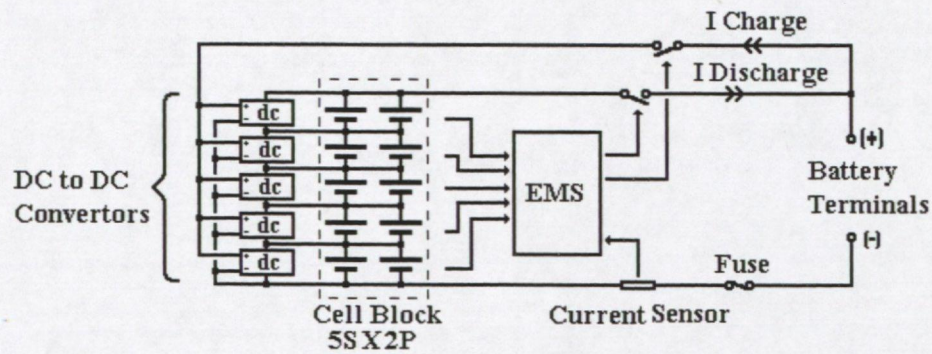 I Charge
I Discharge
dc
dc
dc
dc
dc
DC to DC
Convertors
EMS
(+)
Battery
Terminals
(-)
Fuse
Current Sensor
Cell Block
5S X 2P